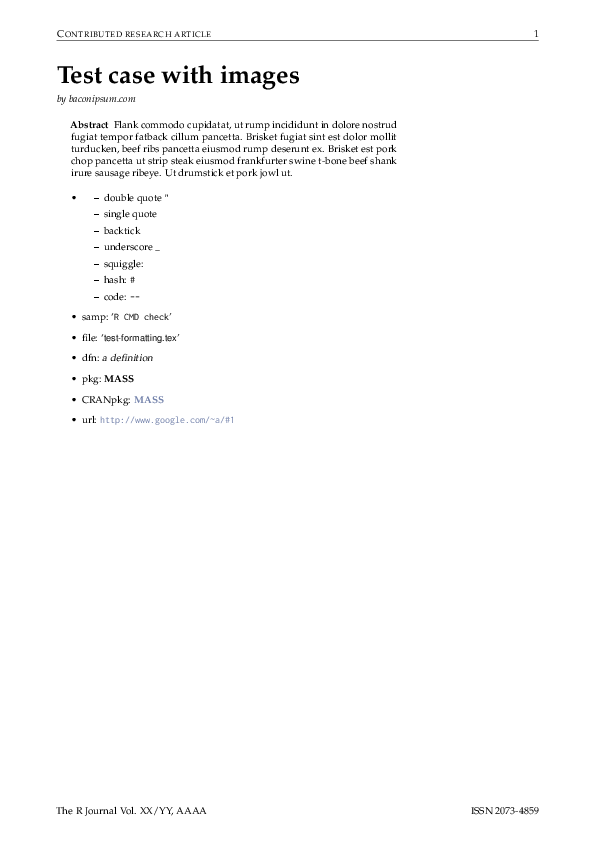 CONTRIBUTED RESEARCH ARTICLE 1
Test case with images
by baconipsum.com
Abstract Flank commodo cupidatat, ut rump incididunt in dolore nostrud
fugiat tempor fatback cillum pancetta. Brisket fugiat sint est dolor mollit
turducken, beef ribs pancetta eiusmod rump deserunt ex. Brisket est pork
chop pancetta ut strip steak eiusmod frankfurter swine t-bone beef shank
irure sausage ribeye. Ut drumstick et pork jowl ut.
• – double quote "
– single quote
– backtick
– underscore _
– squiggle:
– hash: #
– code: --
• samp: ‘R CMD check’
• file: ‘test-formatting.tex’
• dfn: a definition
• pkg: MASS
• CRANpkg: MASS
• url: http://www.google.com/~a/#1
The R Journal Vol. XX/YY, AAAA ISSN 2073-4859